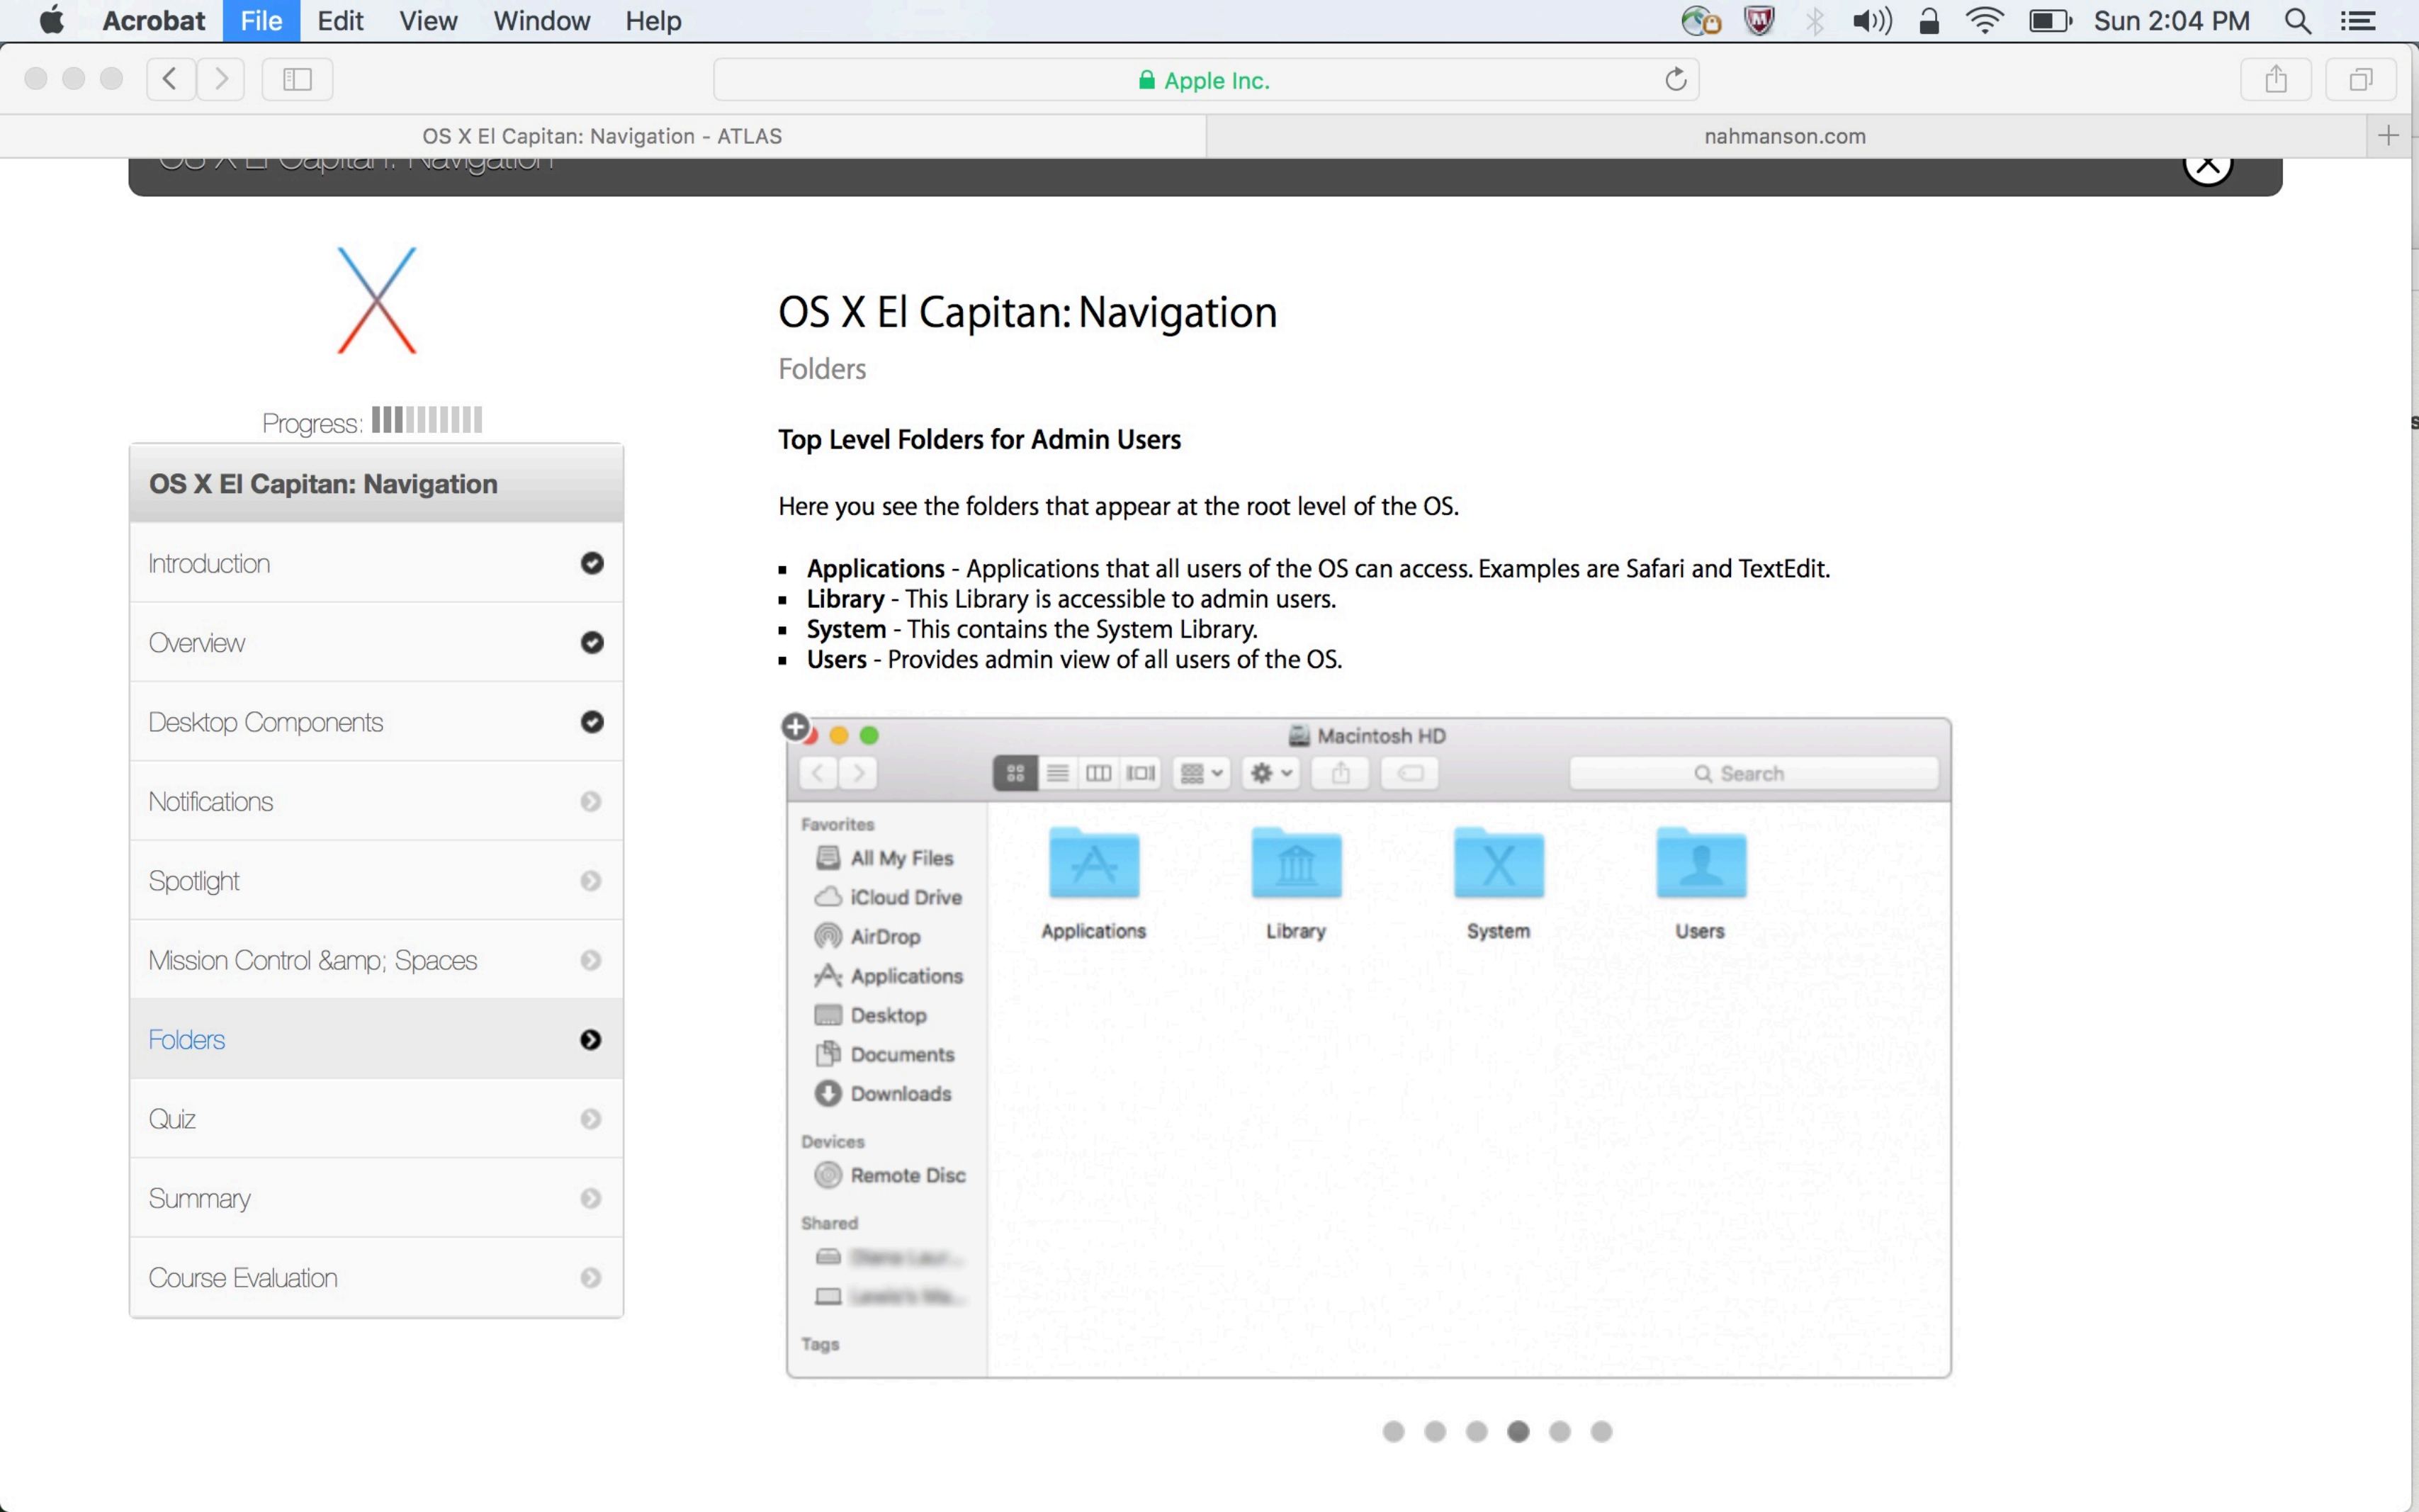 Acrobat File Edit View Window Help Sun 2:04 PM
Apple Inc.
OS X El Capitan: Navigation - ATLAS nahmanson.com
OS X El Capitan: Navigation
Progress:
OS X El Capitan: Navigation
Introduction
Overview
Desktop Components
Notifications
Spotlight
Mission Control &amp; Spaces
Folders
Quiz
Summary
Course Evaluation
OS X El Capitan: Navigation
Folders
Top Level Folders for Admin Users
Here you see the folders that appear at the root level of the OS.
Applications - Applications that all users of the OS can access. Examples are Safari and TextEdit.
Library - This Library is accessible to admin users.
System - This contains the System Library.
Users - Provides admin view of all users of the OS.
Macintosh HD
Search
Favorites
All My Files
iCloud Drive
AirDrop
Applications
Desktop
Documents
Downloads
Devices
Remote Disc
Shared
Tags
Applications Library System Users